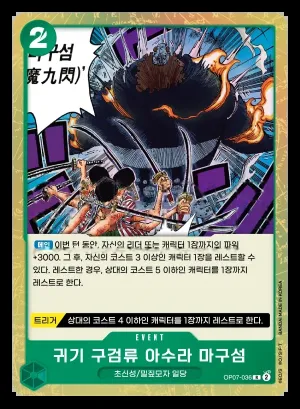 2
마구섬
魔九閃)'
메인 이번 턴 동안, 자신의 리더 또는 캐릭터 1장까지의 파워
+3000. 그 후, 자신의 코스트 3 이상인 캐릭터 1장을 레스트할 수
있다. 레스트한 경우, 상대의 코스트 5 이하인 캐릭터를 1장까지
레스트로 한다.
트리거 상대의 코스트 4 이하인 캐릭터를 1장까지 레스트로 한다.
EVENT
귀기 구검류 아수라 마구섬
초신성/밀짚모자 일당
OP07-036 R 2